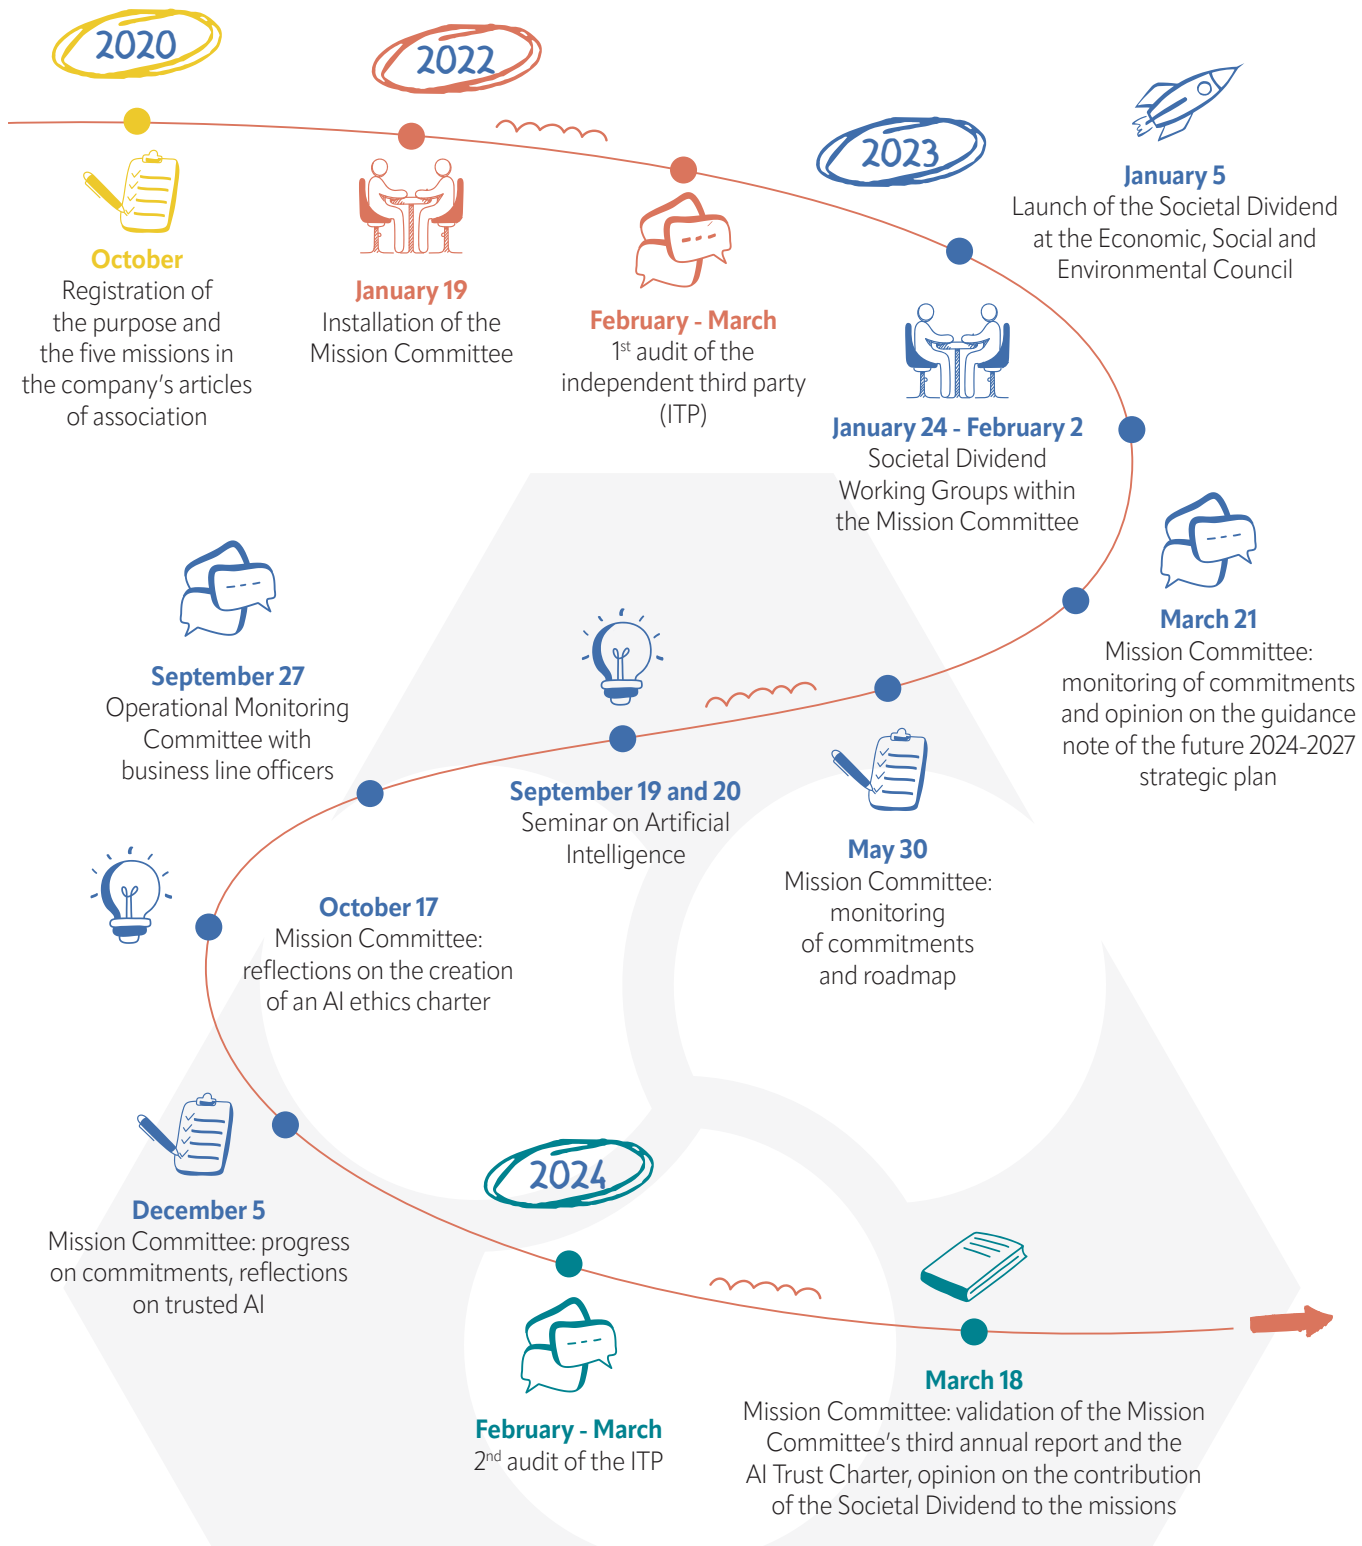 2020
October
Registration of
the purpose and
the five missions in
the company's articles
of association
2022
January 19
Installation of the
Mission Committee
February - March
1st audit of the
independent third party
(ITP)
2023
January 5
Launch of the Societal Dividend
at the Economic, Social and
Environmental Council
January 24 - February 2
Societal Dividend
Working Groups within
the Mission Committee
March 21
Mission Committee:
monitoring of commitments
and opinion on the guidance
note of the future 2024-2027
strategic plan
May 30
Mission Committee:
monitoring
of commitments
and roadmap
September 19 and 20
Seminar on Artificial
Intelligence
September 27
Operational Monitoring
Committee with
business line officers
October 17
Mission Committee:
reflections on the creation
of an AI ethics charter
December 5
Mission Committee: progress
on commitments, reflections
on trusted AI
2024
February - March
2nd audit of the ITP
March 18
Mission Committee: validation of the Mission
Committee's third annual report and the
AI Trust Charter, opinion on the contribution
of the Societal Dividend to the missions